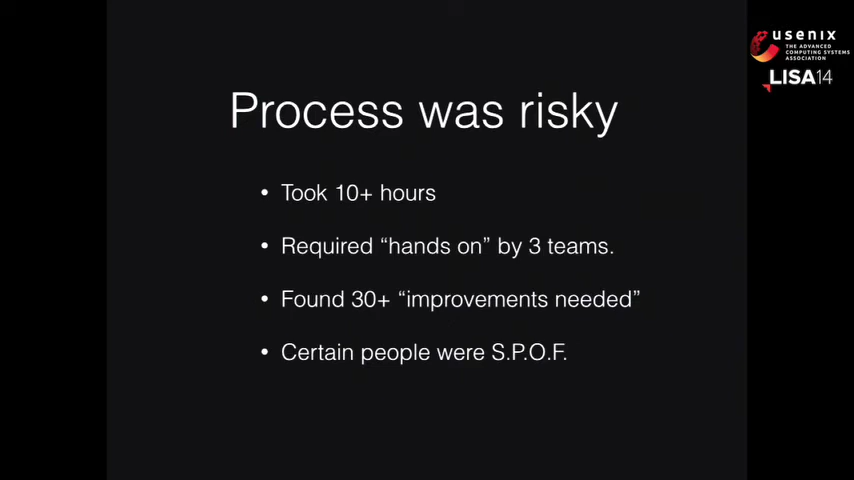 usenix
THE ADVANCED
COMPUTING SYSTEMS
ASSOCIATION
LISA14
Process was risky
• Took 10+ hours
• Required “hands on” by 3 teams.
• Found 30+ “improvements needed”
• Certain people were S.P.O.F.